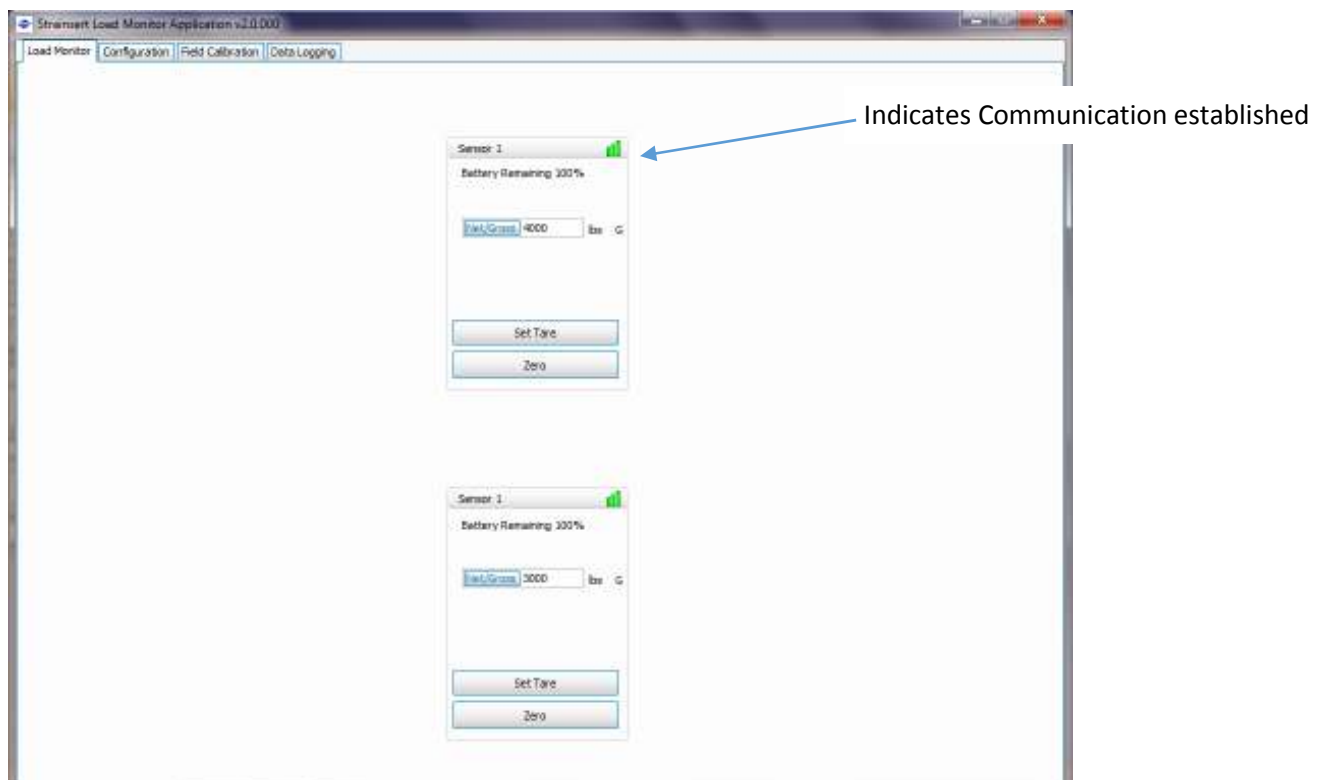 Strainsert Load Monitor Application v2.0.000
Load Monitor Configuration Field Calibration Data Logging
Indicates Communication established
Sensor 1
Battery Remaining 100%
Net/Gross 4000 lbs G
Set Tare
Zero
Sensor 1
Battery Remaining 100%
Net/Gross 3000 lbs G
Set Tare
Zero